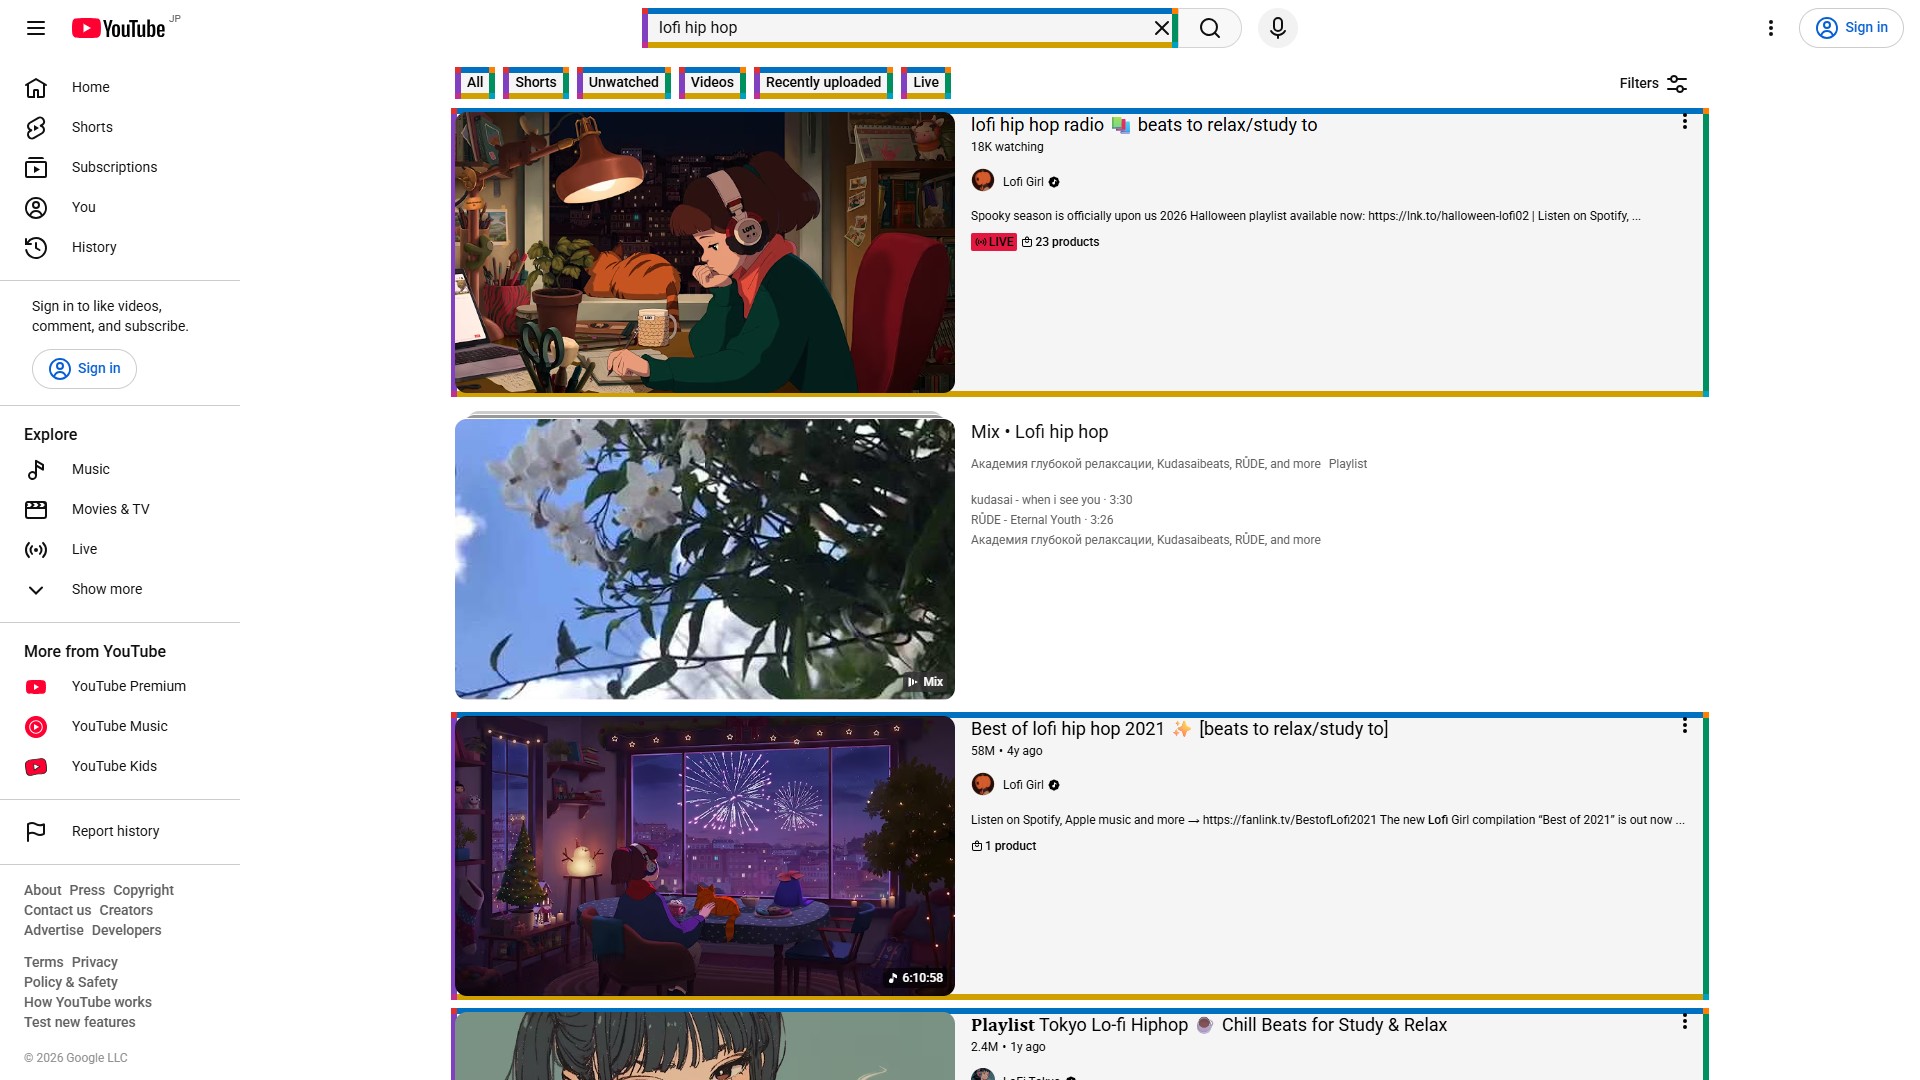 YouTube JP
lofi hip hop
Sign in
Home
Shorts
Subscriptions
You
History
Sign in to like videos,
comment, and subscribe.
Sign in
Explore
Music
Movies & TV
Live
Show more
More from YouTube
YouTube Premium
YouTube Music
YouTube Kids
Report history
About Press Copyright
Contact us Creators
Advertise Developers
Terms Privacy
Policy & Safety
How YouTube works
Test new features
© 2026 Google LLC
All Shorts Unwatched Videos Recently uploaded Live
Filters
LOFI
lofi hip hop radio 📚 beats to relax/study to
18K watching
Lofi Girl
Spooky season is officially upon us 2026 Halloween playlist available now: https://lnk.to/halloween-lofi02 | Listen on Spotify, ...
LIVE 23 products
Mix
Mix • Lofi hip hop
Академия глубокой релаксации, Kudasaibeats, RŮDE, and more Playlist
kudasai - when i see you · 3:30
RŮDE - Eternal Youth · 3:26
Академия глубокой релаксации, Kudasaibeats, RŮDE, and more
6:10:58
Best of lofi hip hop 2021 ✨ [beats to relax/study to]
58M • 4y ago
Lofi Girl
Listen on Spotify, Apple music and more → https://fanlink.tv/BestofLofi2021 The new Lofi Girl compilation “Best of 2021” is out now ...
1 product
Playlist Tokyo Lo-fi Hiphop Chill Beats for Study & Relax
2.4M • 1y ago
LoFi Tokyo